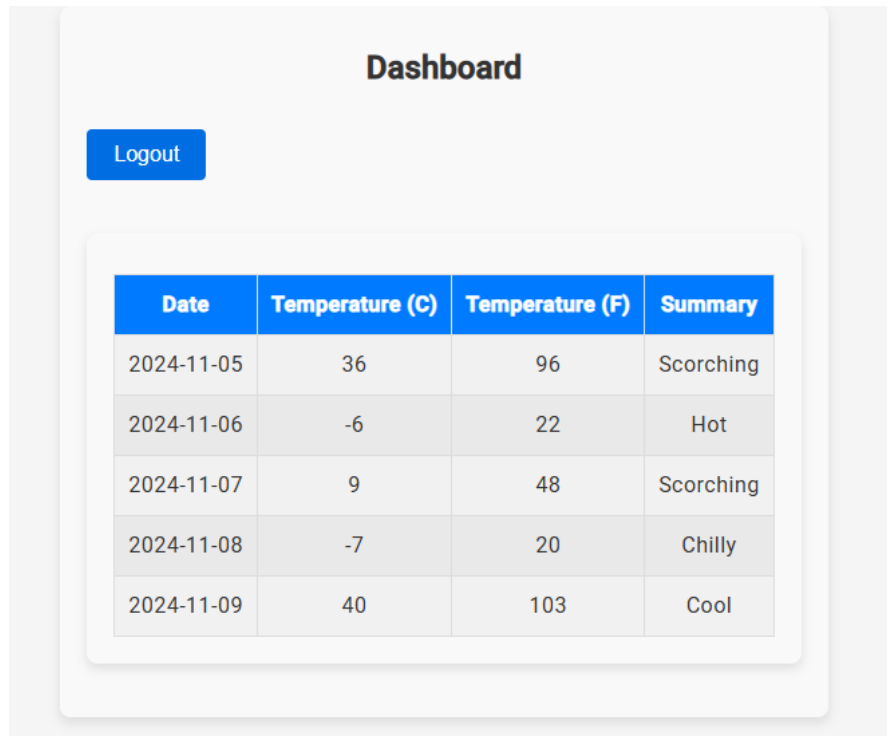 Dashboard
Logout
Date Temperature (C) Temperature (F) Summary
2024-11-05 36 96 Scorching
2024-11-06 -6 22 Hot
2024-11-07 9 48 Scorching
2024-11-08 -7 20 Chilly
2024-11-09 40 103 Cool